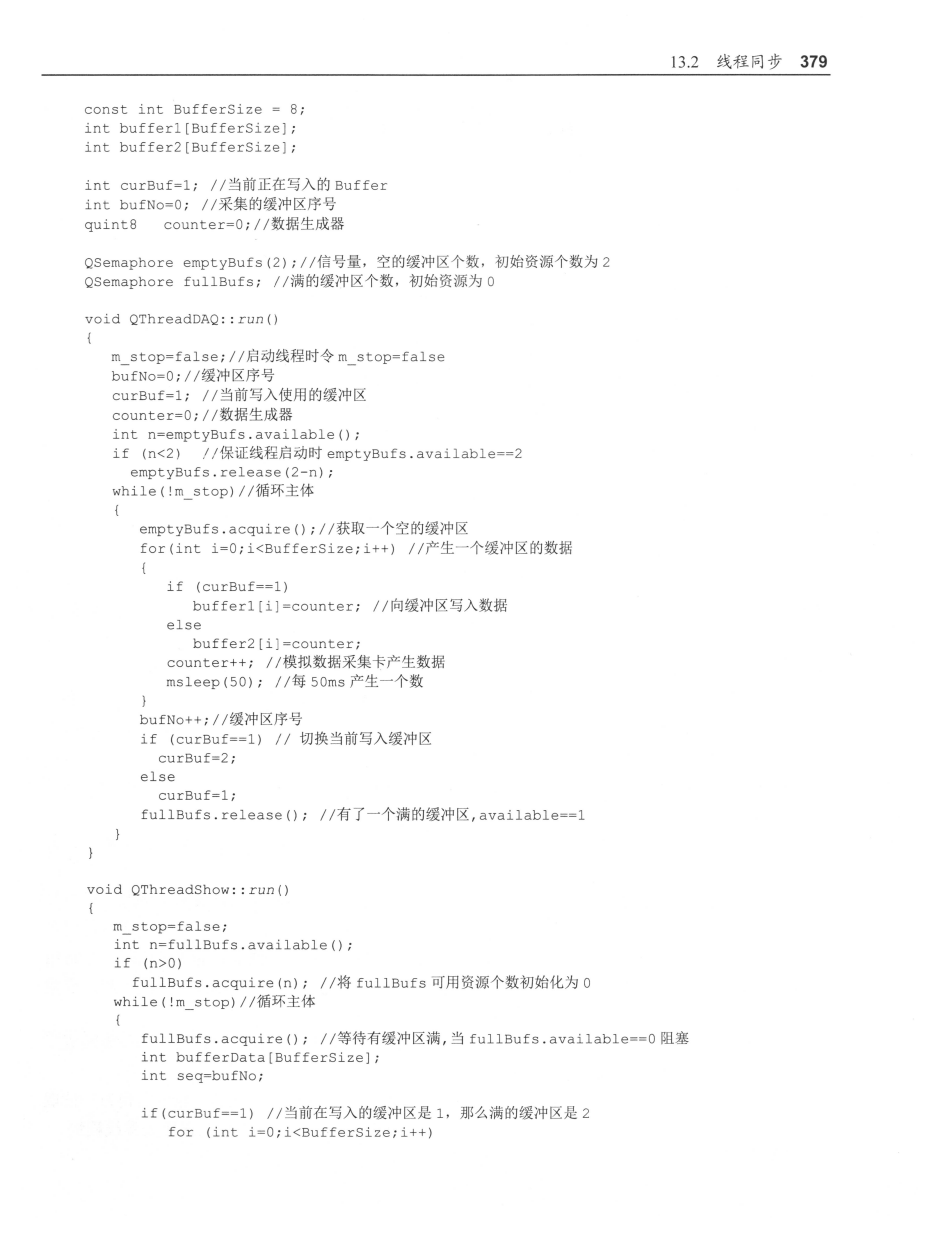 13.2 线程同步 379
const int BufferSize = 8;
int buffer1[BufferSize];
int buffer2[BufferSize];
int curBuf=1; //当前正在写入的 Buffer
int bufNo=0; //采集的缓冲区序号
quint8 counter=0;//数据生成器
QSemaphore emptyBufs(2);//信号量，空的缓冲区个数，初始资源个数为 2
QSemaphore fullBufs; //满的缓冲区个数，初始资源为 0
void QThreadDAQ::run()
{
m_stop=false;//启动线程时令 m_stop=false
bufNo=0;//缓冲区序号
curBuf=1; //当前写入使用的缓冲区
counter=0;//数据生成器
int n=emptyBufs.available();
if (n<2) //保证线程启动时 emptyBufs.available==2
emptyBufs.release(2-n);
while(!m_stop)//循环主体
{
emptyBufs.acquire();//获取一个空的缓冲区
for(int i=0;i<BufferSize;i++) //产生一个缓冲区的数据
{
if (curBuf==1)
buffer1[i]=counter; //向缓冲区写入数据
else
buffer2[i]=counter;
counter++; //模拟数据采集卡产生数据
msleep(50); //每 50ms 产生一个数
}
bufNo++;//缓冲区序号
if (curBuf==1) // 切换当前写入缓冲区
curBuf=2;
else
curBuf=1;
fullBufs.release(); //有了一个满的缓冲区,available==1
}
}
void QThreadShow::run()
{
m_stop=false;
int n=fullBufs.available();
if (n>0)
fullBufs.acquire(n); //将 fullBufs 可用资源个数初始化为 0
while(!m_stop)//循环主体
{
fullBufs.acquire(); //等待有缓冲区满,当 fullBufs.available==0 阻塞
int bufferData[BufferSize];
int seq=bufNo;
if(curBuf==1) //当前在写入的缓冲区是 1，那么满的缓冲区是 2
for (int i=0;i<BufferSize;i++)